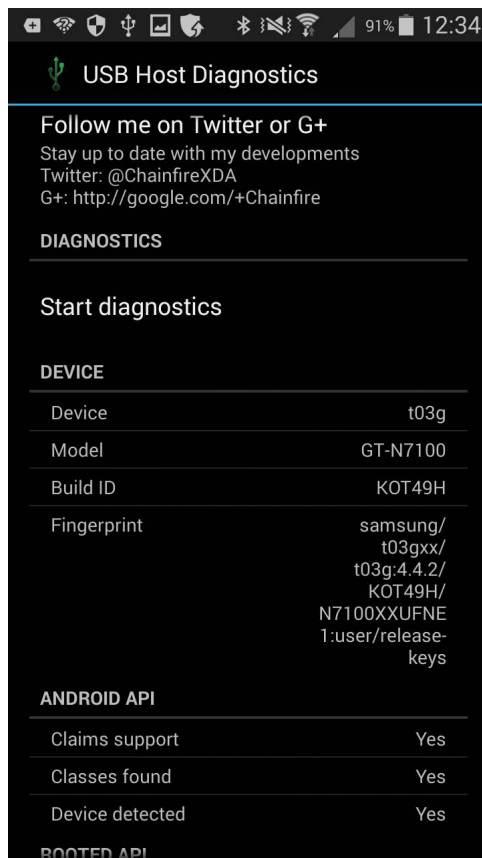 91% 12:34
USB Host Diagnostics
Follow me on Twitter or G+
Stay up to date with my developments
Twitter: @ChainfireXDA
G+: http://google.com/+Chainfire
DIAGNOSTICS
Start diagnostics
DEVICE
Device t03g
Model GT-N7100
Build ID KOT49H
Fingerprint samsung/
t03gxx/
t03g:4.4.2/
KOT49H/
N7100XXUFNE
1:user/release-
keys
ANDROID API
Claims support Yes
Classes found Yes
Device detected Yes
ROOTED API